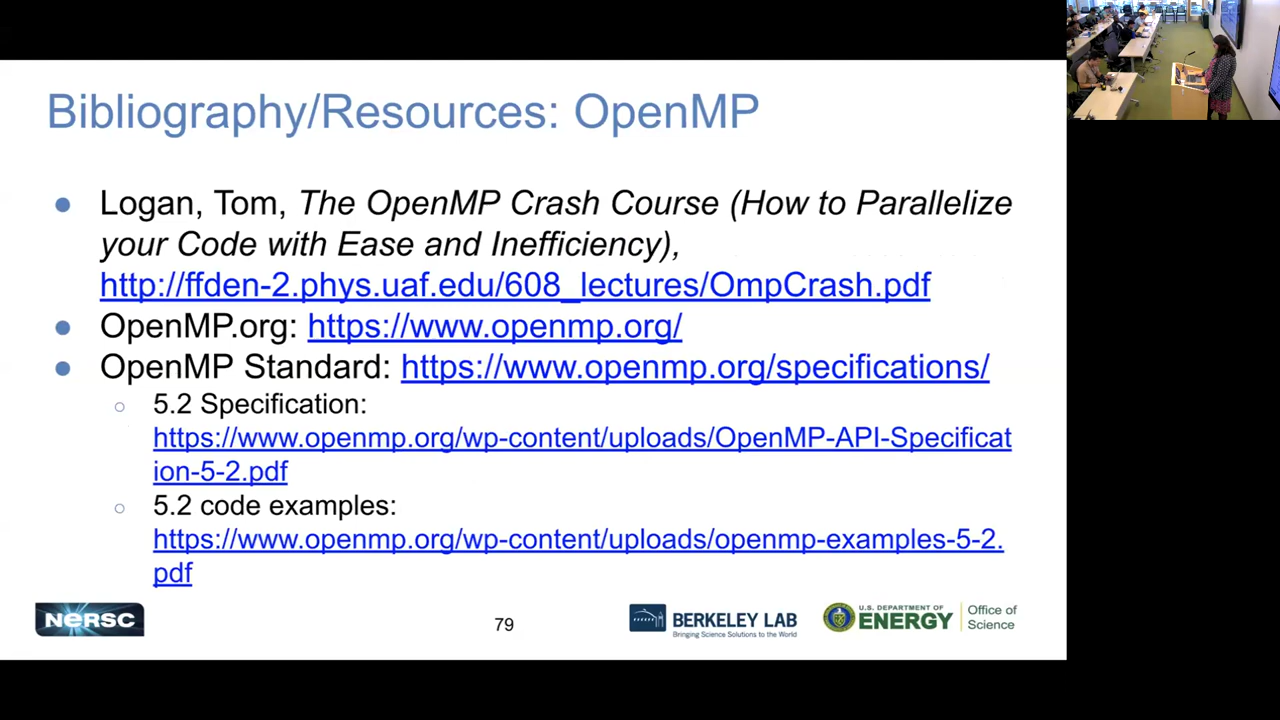 Bibliography/Resources: OpenMP
● Logan, Tom, The OpenMP Crash Course (How to Parallelize
your Code with Ease and Inefficiency),
http://ffden-2.phys.uaf.edu/608_lectures/OmpCrash.pdf
● OpenMP.org: https://www.openmp.org/
● OpenMP Standard: https://www.openmp.org/specifications/
○ 5.2 Specification:
https://www.openmp.org/wp-content/uploads/OpenMP-API-Specificat
ion-5-2.pdf
○ 5.2 code examples:
https://www.openmp.org/wp-content/uploads/openmp-examples-5-2.
pdf
NERSC
79
BERKELEY LAB
Bringing Science Solutions to the World
U.S. DEPARTMENT OF
ENERGY
Office of
Science